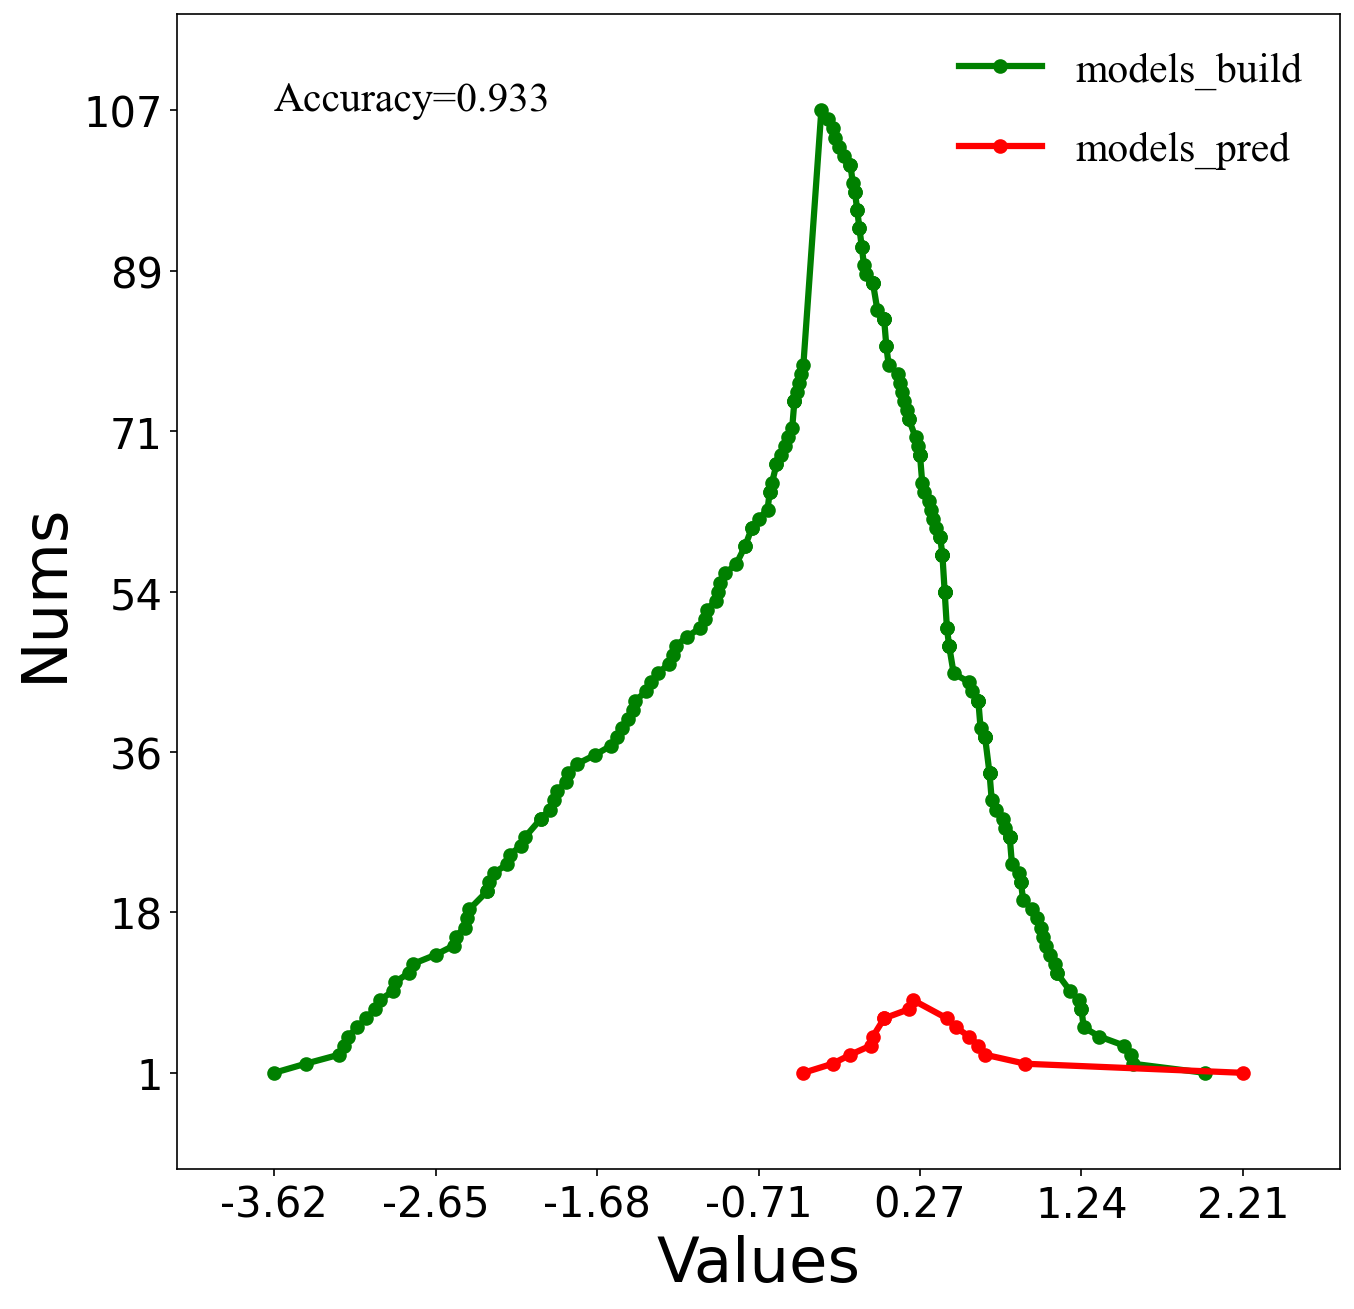 Accuracy=0.933
models_build
models_pred
107
89
71
54
36
18
1
Nums
-3.62 -2.65 -1.68 -0.71 0.27 1.24 2.21
Values